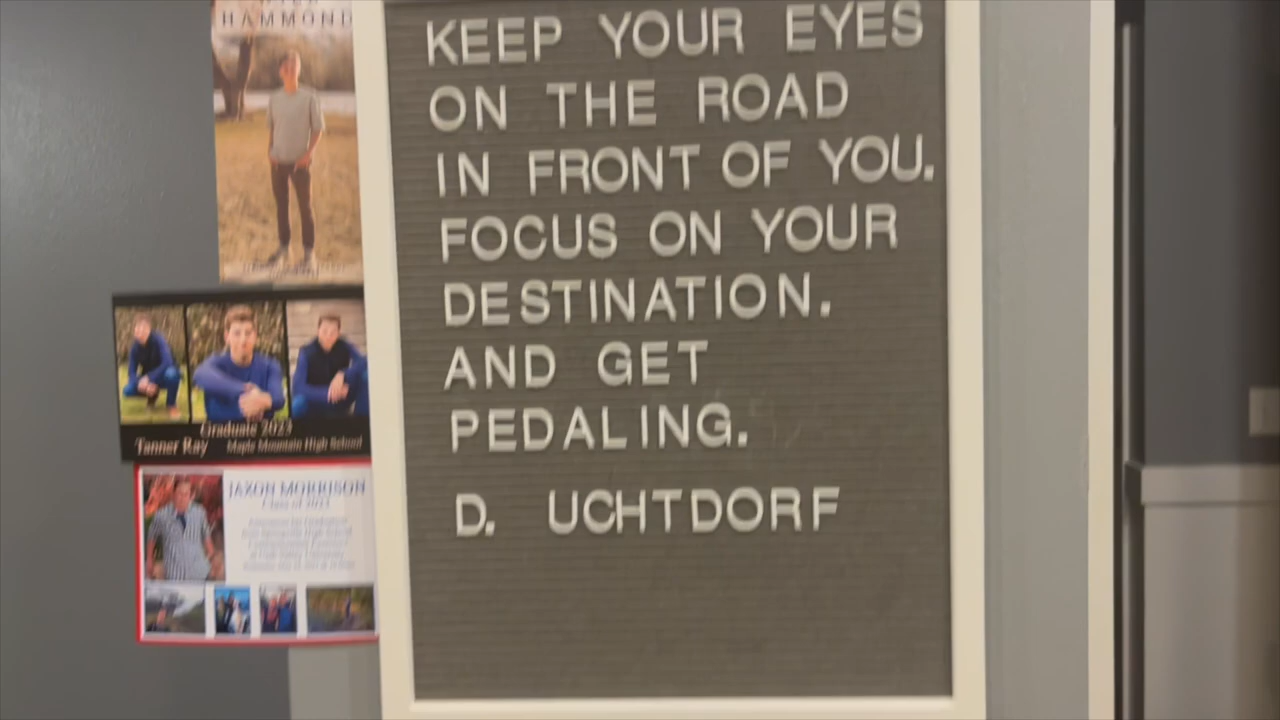 HAMMOND
KEEP YOUR EYES
ON THE ROAD
IN FRONT OF YOU.
FOCUS ON YOUR
DESTINATION.
AND GET
PEDALING.
D. UCHTDORF
Graduate 2023
Tanner Ray Maple Mountain High School
JAXON MORRISON
Class of 2023